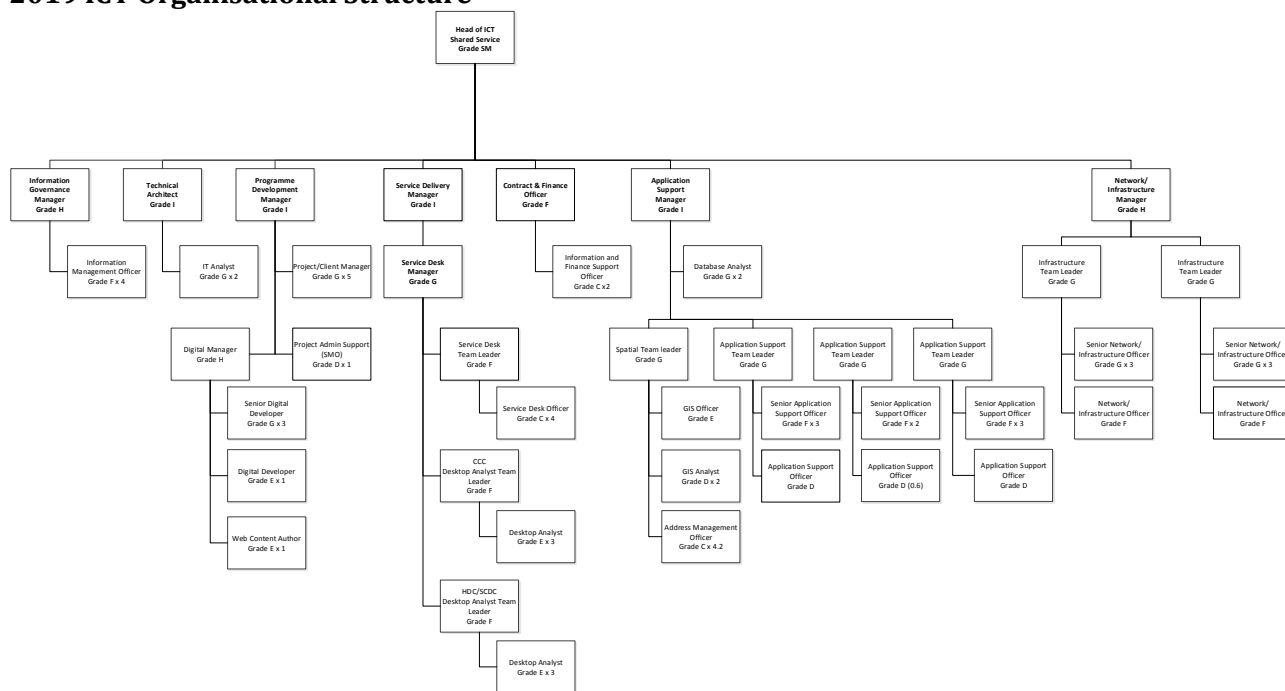 2019 ICT Organisational Structure
Head of ICT
Shared Service
Grade SM
Information
Governance
Manager
Grade H
Technical
Architect
Grade I
Programme
Development
Manager
Grade I
Service Delivery
Manager
Grade I
Contract & Finance
Officer
Grade F
Application
Support
Manager
Grade I
Network/
Infrastructure
Manager
Grade H
Information
Management Officer
Grade F x 4
IT Analyst
Grade G x 2
Project/Client Manager
Grade G x 5
Service Desk
Manager
Grade G
Information and
Finance Support
Officer
Grade C x2
Database Analyst
Grade G x 2
Infrastructure
Team Leader
Grade G
Infrastructure
Team Leader
Grade G
Digital Manager
Grade H
Project Admin Support
(SMO)
Grade D x 1
Service Desk
Team Leader
Grade F
Spatial Team leader
Grade G
Application Support
Team Leader
Grade G
Application Support
Team Leader
Grade G
Application Support
Team Leader
Grade G
Senior Network/
Infrastructure Officer
Grade G x 3
Senior Network/
Infrastructure Officer
Grade G x 3
Senior Digital
Developer
Grade G x 3
Service Desk Officer
Grade C x 4
GIS Officer
Grade E
Senior Application
Support Officer
Grade F x 3
Senior Application
Support Officer
Grade F x 2
Senior Application
Support Officer
Grade F x 3
Network/
Infrastructure Officer
Grade F
Network/
Infrastructure Officer
Grade F
Digital Developer
Grade E x 1
CCC
Desktop Analyst Team
Leader
Grade F
GIS Analyst
Grade D x 2
Application Support
Officer
Grade D
Application Support
Officer
Grade D (0.6)
Application Support
Officer
Grade D
Web Content Author
Grade E x 1
Desktop Analyst
Grade E x 3
Address Management
Officer
Grade C x 4.2
HDC/SCDC
Desktop Analyst Team
Leader
Grade F
Desktop Analyst
Grade E x 3